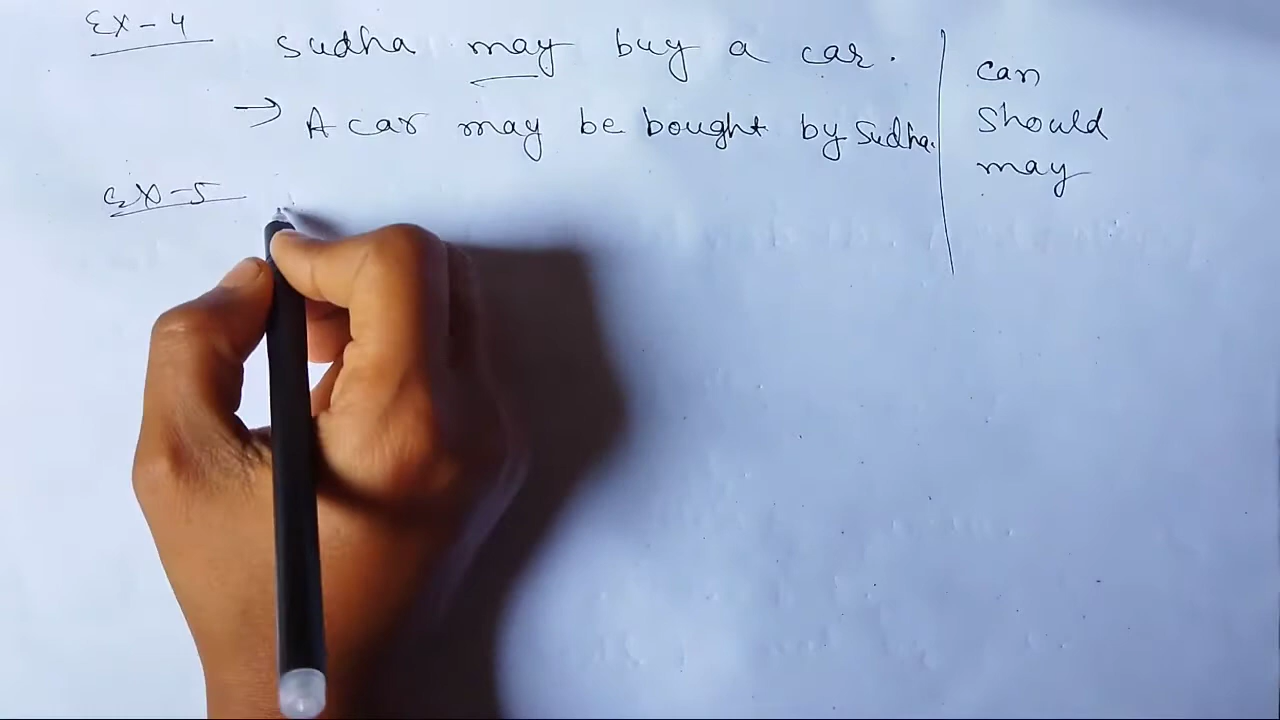 Ex-4
Sudha may buy a car.
→ A car may be bought by Sudha.
Ex-5
can
Should
may